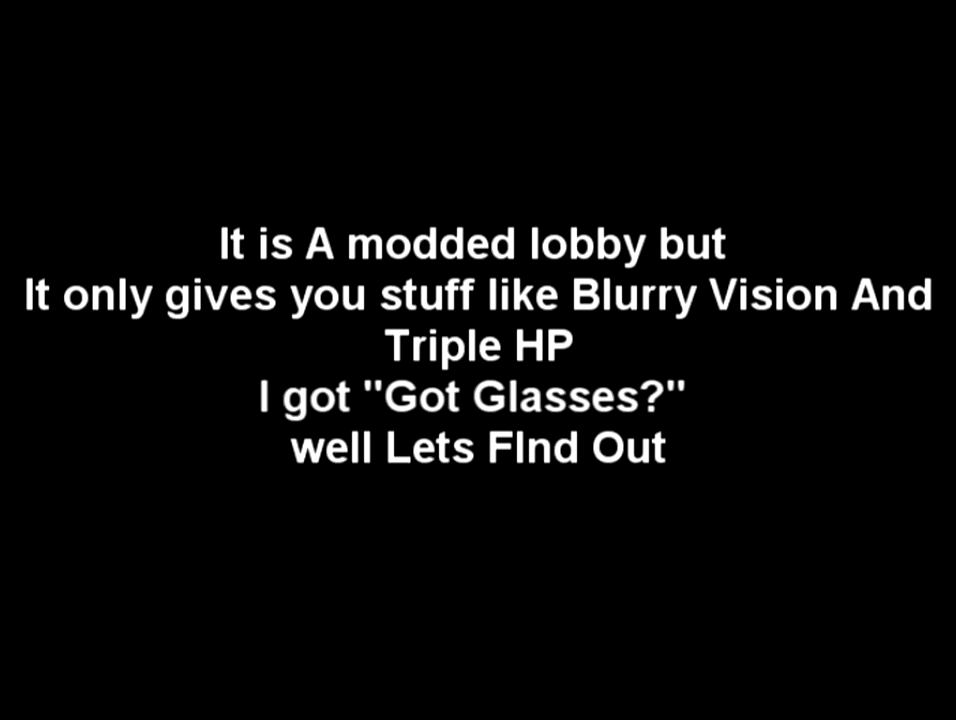 It is A modded lobby but
It only gives you stuff like Blurry Vision And
Triple HP
I got "Got Glasses?"
well Lets FInd Out